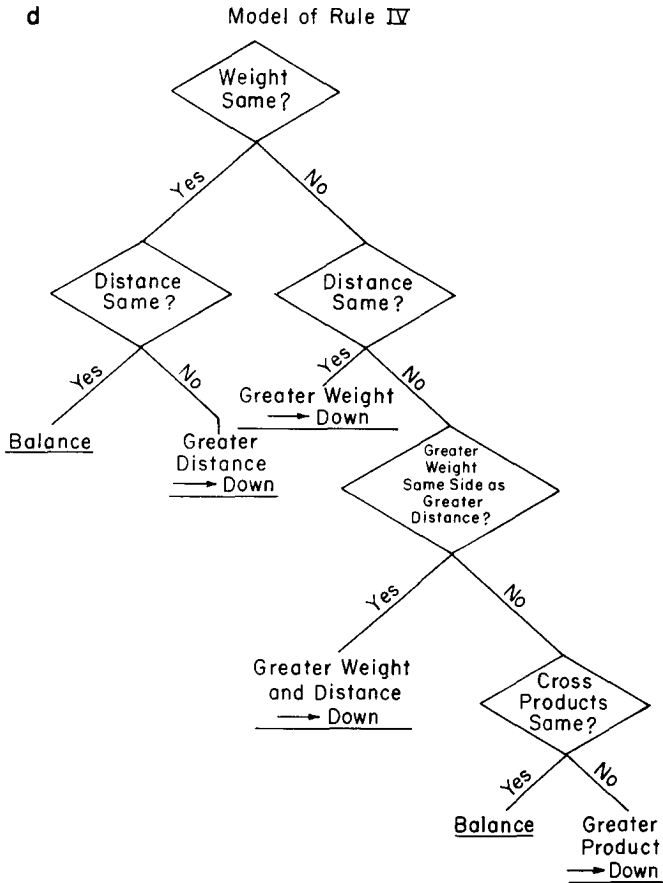 d
Model of Rule IV
Weight
Same?
Yes
No
Distance
Same?
Distance
Same?
Yes
No
Yes
No
Balance
Greater
Distance
→ Down
Greater Weight
→ Down
Greater
Weight
Same Side as
Greater
Distance?
Yes
No
Greater Weight
and Distance
→ Down
Cross
Products
Same?
Yes
No
Balance
Greater
Product
→ Down